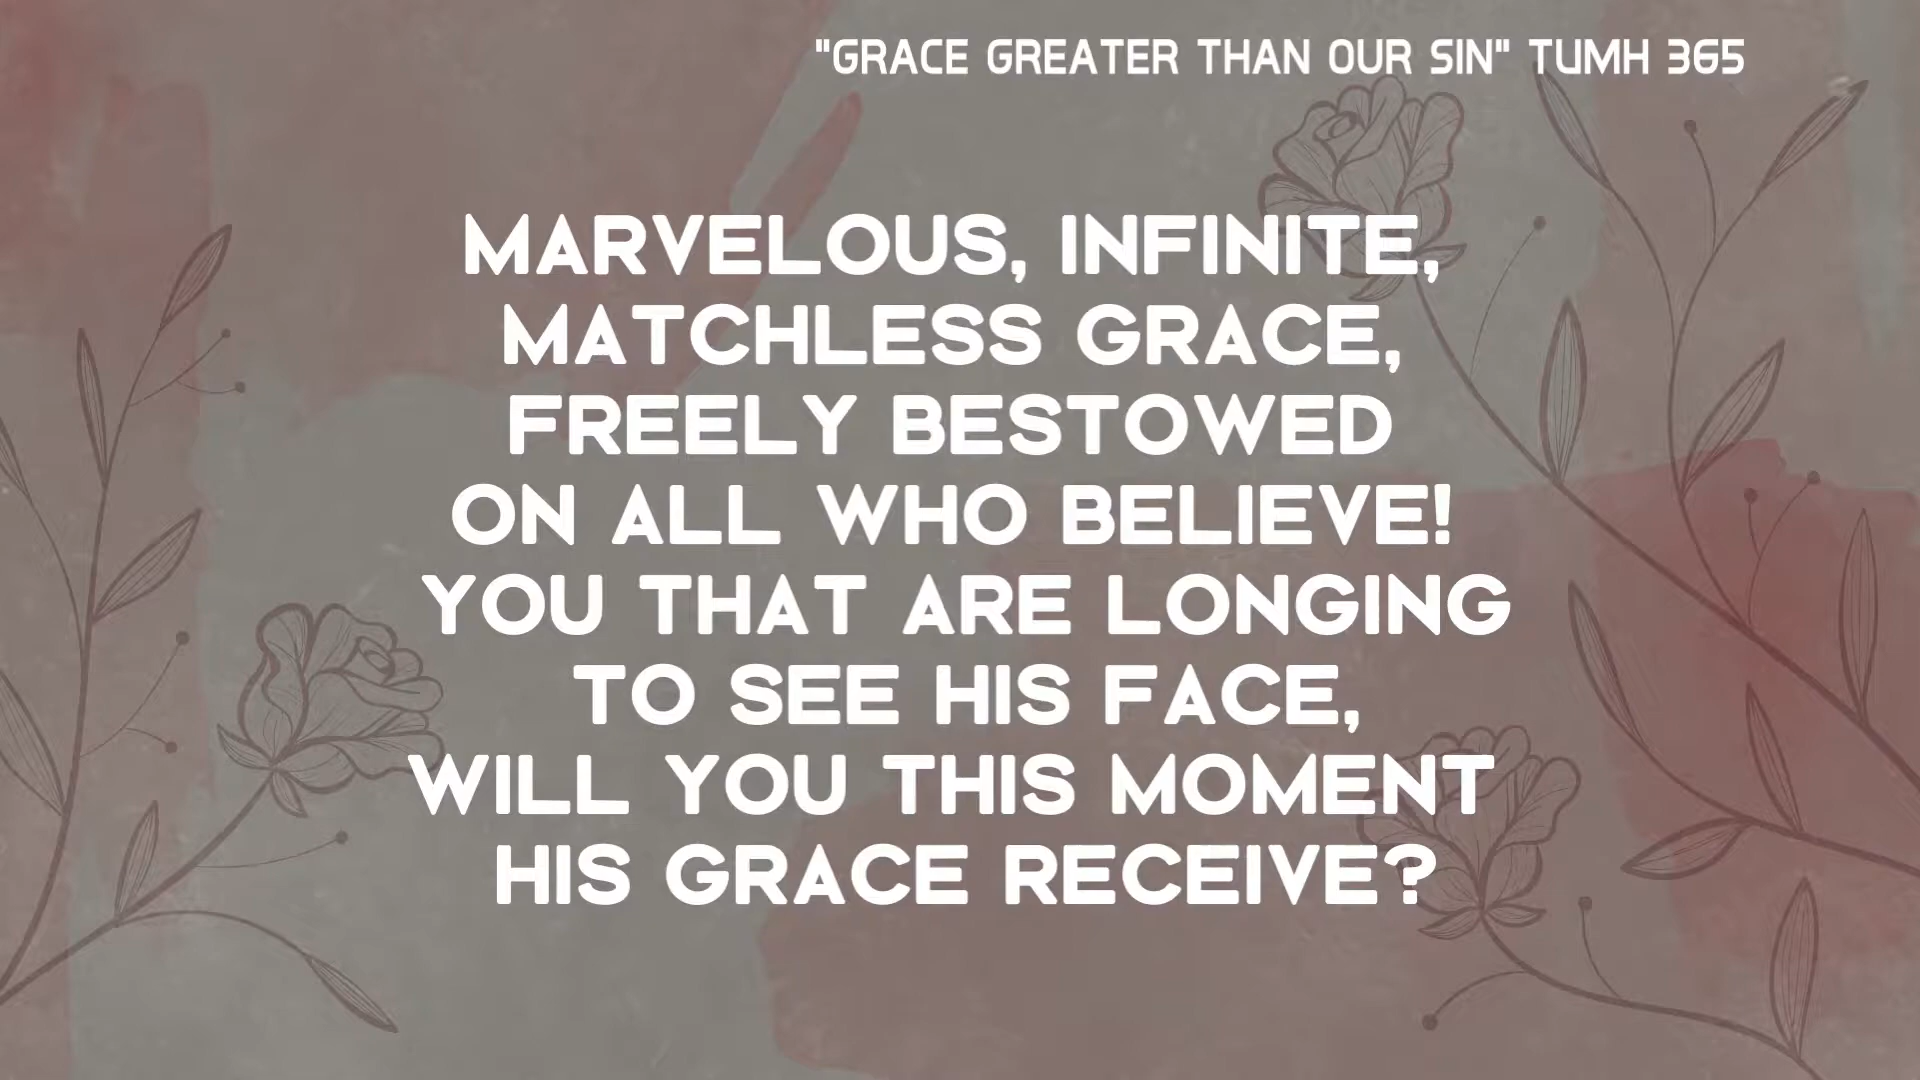 "GRACE GREATER THAN OUR SIN" TUMH 365
MARVELOUS, INFINITE,
MATCHLESS GRACE,
FREELY BESTOWED
ON ALL WHO BELIEVE!
YOU THAT ARE LONGING
TO SEE HIS FACE,
WILL YOU THIS MOMENT
HIS GRACE RECEIVE?